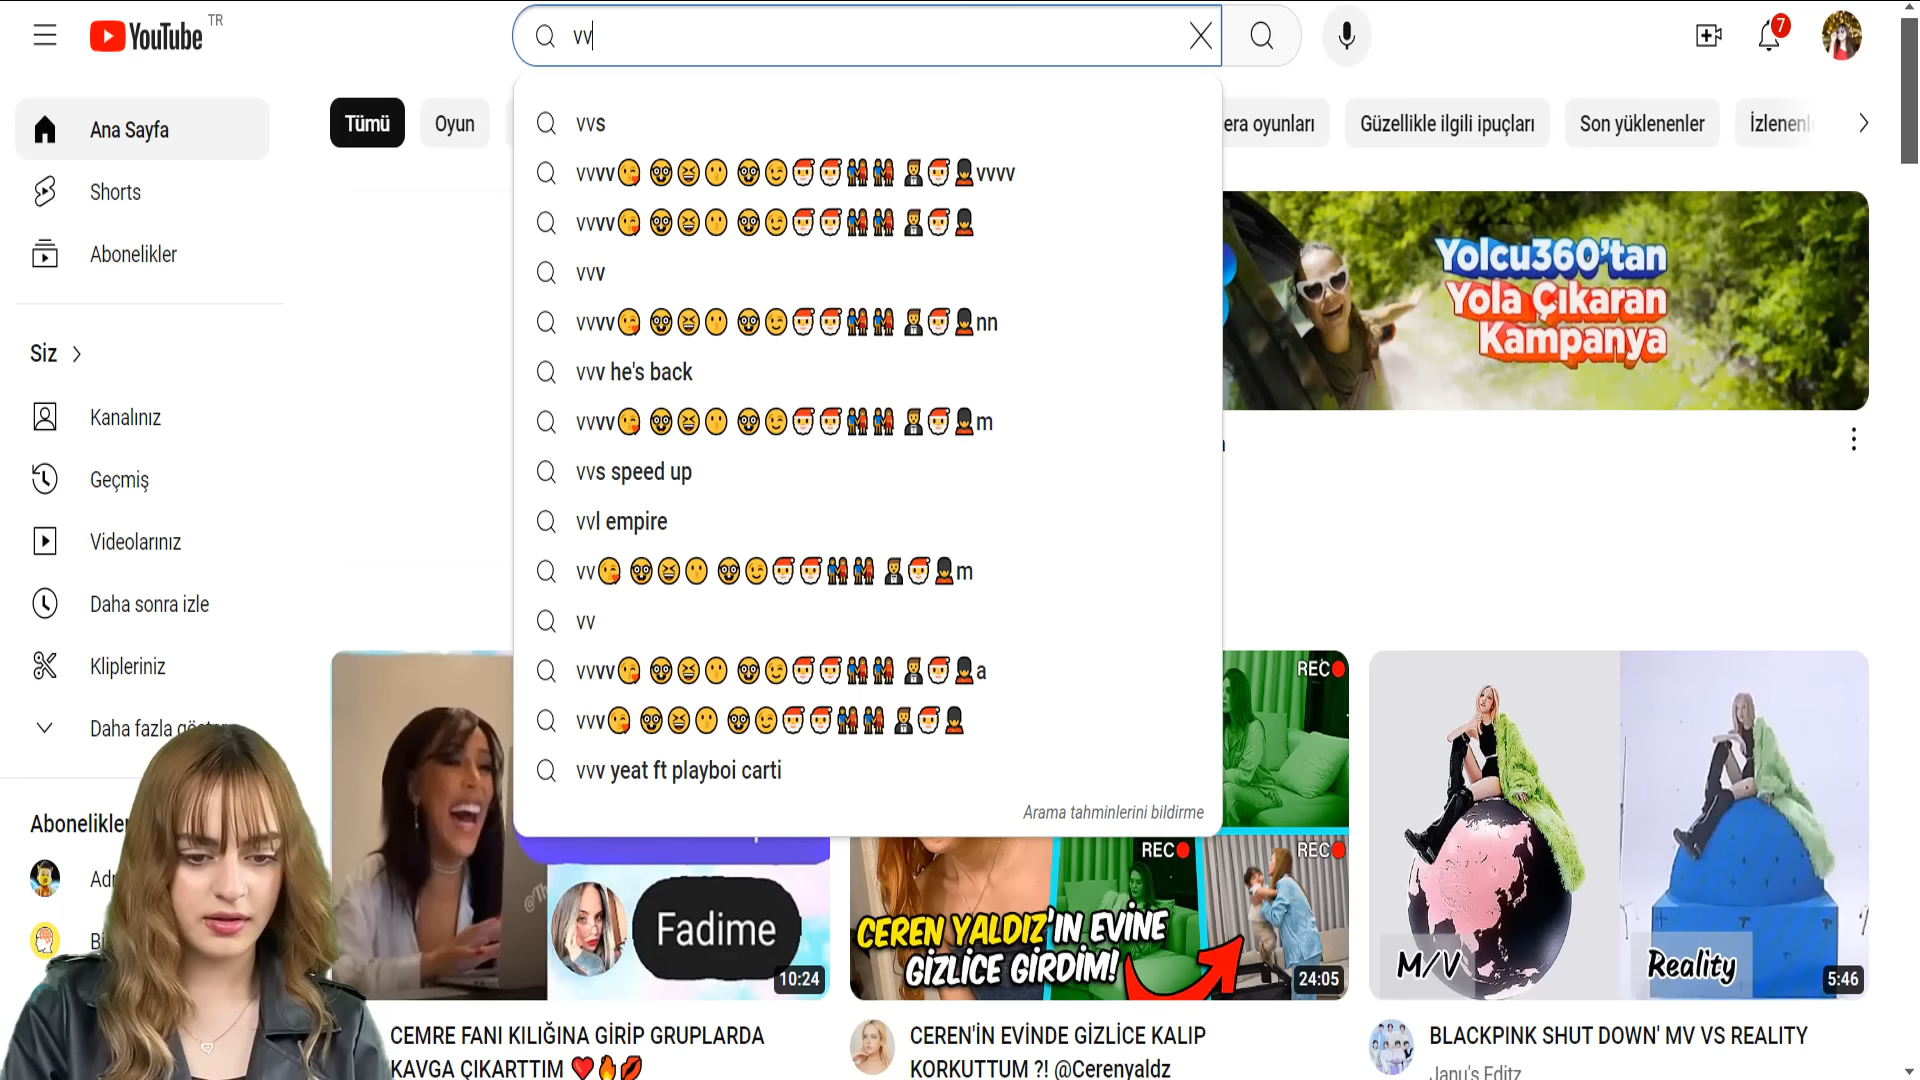 YouTube TR
vv
7
Ana Sayfa
Shorts
Abonelikler
Siz
Kanalınız
Geçmiş
Videolarınız
Daha sonra izle
Klipleriniz
Daha fazla
Abonelikler
Tümü
Oyun
oyunları
Güzellikle ilgili ipuçları
Son yüklenenler
vvs
vvvv😘 🤓😆😗 🤓😉🎅🎅👫👫 🤵🎅💂vvvv
vvvv😘 🤓😆😗 🤓😉🎅🎅👫👫 🤵🎅💂
vvv
vvvv😘 🤓😆😗 🤓😉🎅🎅👫👫 🤵🎅💂nn
vvv he's back
vvvv😘 🤓😆😗 🤓😉🎅🎅👫👫 🤵🎅💂m
vvs speed up
vvl empire
vv😘 🤓😆😗 🤓😉🎅🎅👫👫 🤵🎅💂m
vv
vvvv😘 🤓😆😗 🤓😉🎅🎅👫👫 🤵🎅💂a
vvv😘 🤓😆😗 🤓😉🎅🎅👫👫 🤵🎅💂
vvv yeat ft playboi carti
Arama tahminlerini bildirme
Yolcu360'tan
Yola Çıkaran
Kampanya
Fadime
10:24
CEMRE FANI KILIĞINA GİRİP GRUPLARDA
KAVGA ÇIKARTTIM ❤️🔥💋
REC
REC
REC
CEREN YALDIZ'IN EVİNE
GİZLİCE GİRDİM!
24:05
CEREN'İN EVİNDE GİZLİCE KALIP
KORKUTTUM ?! @Cerenyaldz
M/V
Reality
5:46
BLACKPINK SHUT DOWN' MV VS REALITY
Janu's Editz